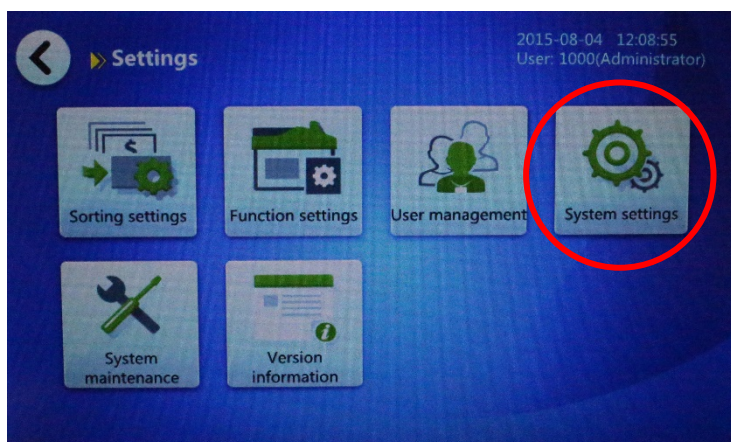 Settings
2015-08-04 12:08:55
User: 1000(Administrator)
$
Sorting settings
Function settings
User management
System settings
System
maintenance
i
Version
information